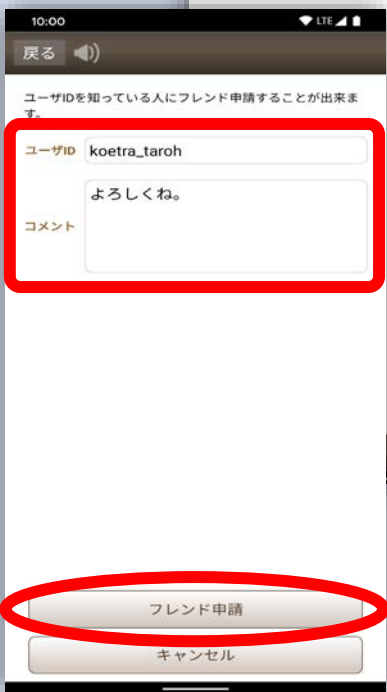 10:00
LTE
戻る
ユーザIDを知っている人にフレンド申請することが出来ま
す。
ユーザID koetra_taroh
よろしくね。
コメント
フレンド申請
キャンセル